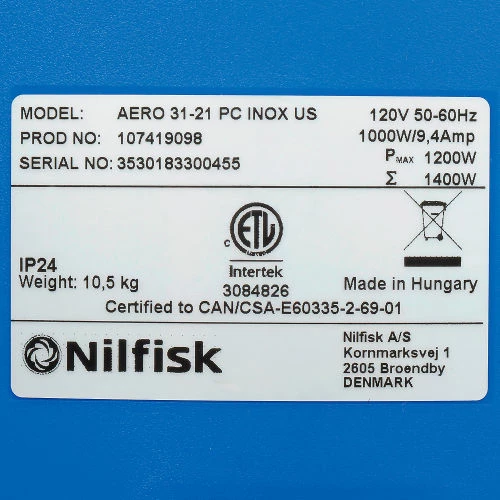 MODEL: AERO 31-21 PC INOX US 120V 50-60Hz
PROD NO: 107419098 1000W/9,4Amp
PMAX 1200W
SERIAL NO: 3530183300455 Σ 1400W
c ETL
Intertek
3084826
IP24
Weight: 10,5 kg
Made in Hungary
Certified to CAN/CSA-E60335-2-69-01
Nilfisk
Nilfisk A/S
Kornmarksvej 1
2605 Broendby
DENMARK